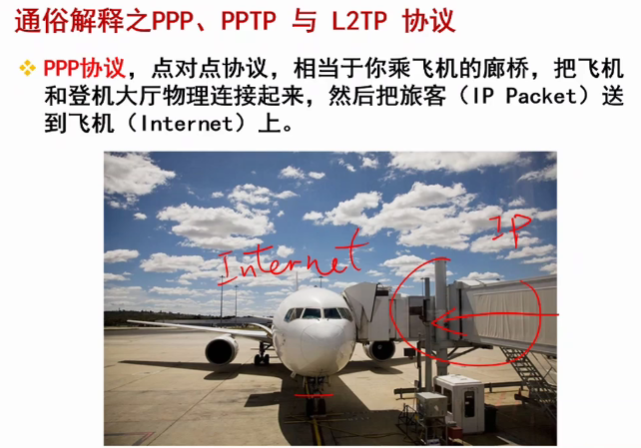 通俗解释之PPP、PPTP 与 L2TP 协议
PPP协议，点对点协议，相当于你乘飞机的廊桥，把飞机
和登机大厅物理连接起来，然后把旅客（IP Packet）送
到飞机（Internet）上。
IP
Internet